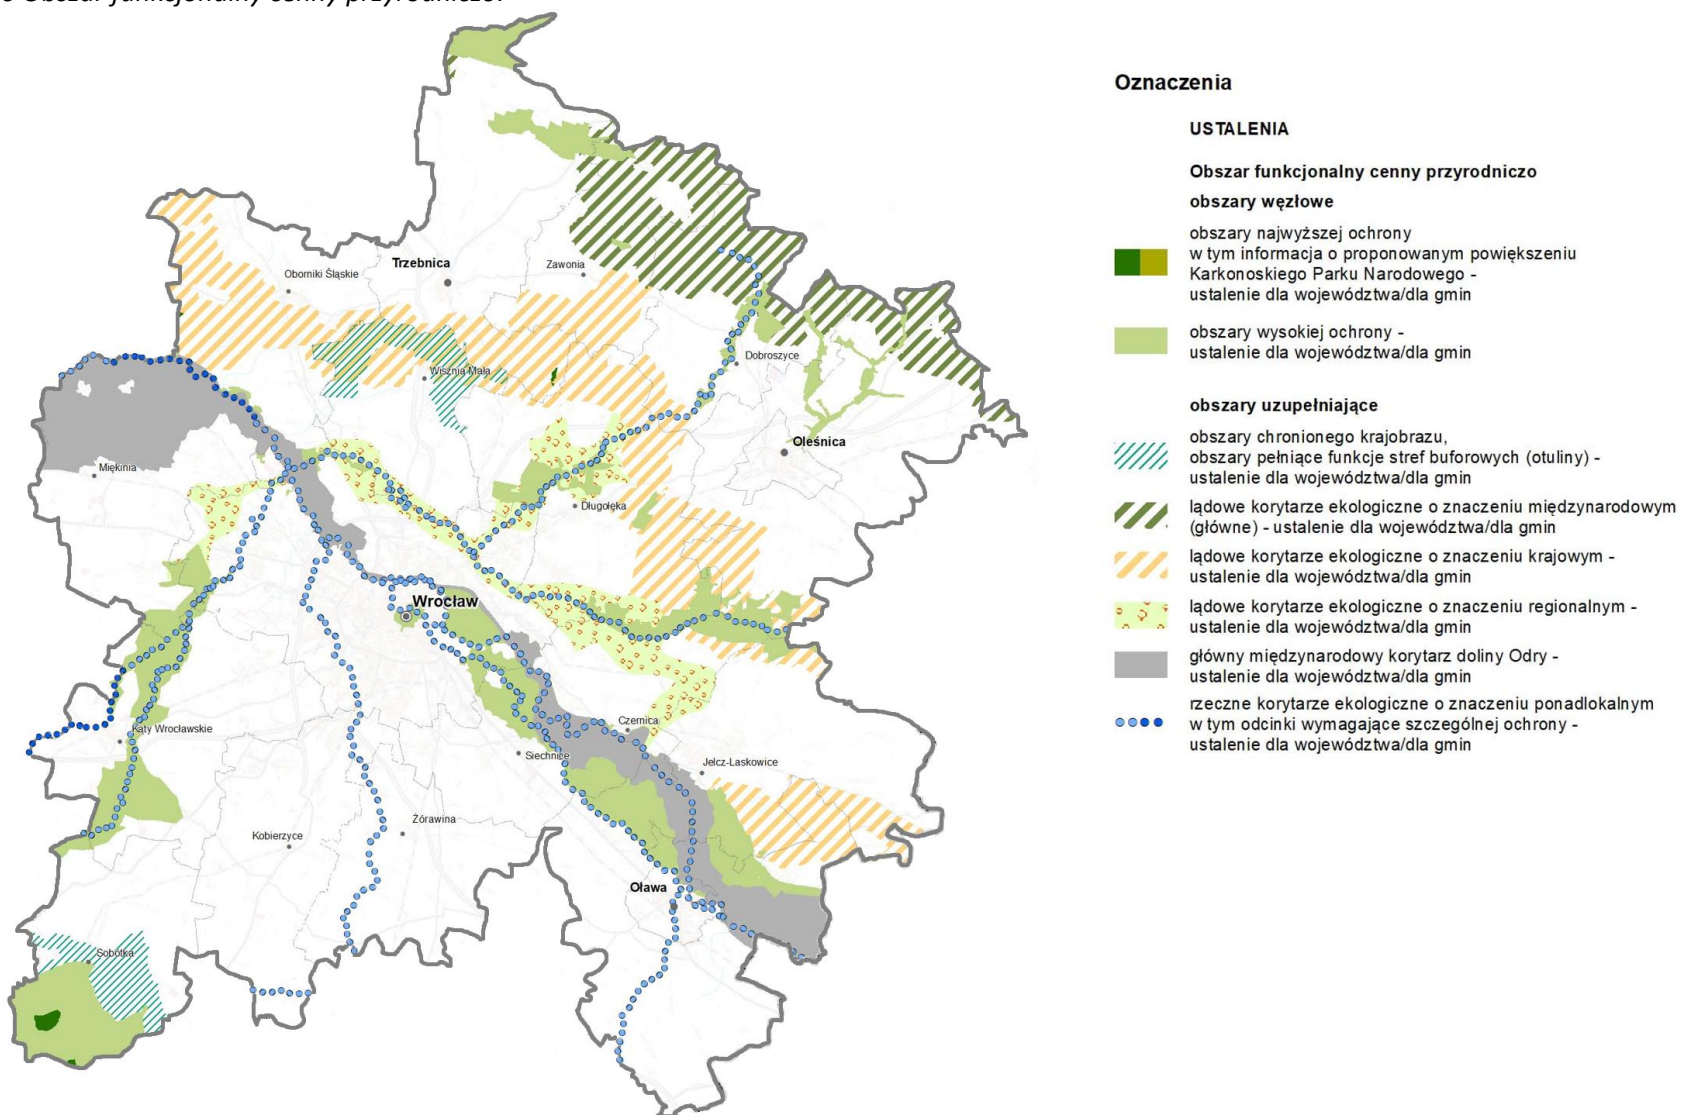 o Obszar funkcjonalny cenny przyrodniczo.
Oznaczenia
USTALENIA
Obszar funkcjonalny cenny przyrodniczo
obszary węzłowe
obszary najwyższej ochrony
w tym informacja o proponowanym powiększeniu
Karkonoskiego Parku Narodowego -
ustalenie dla województwa/dla gmin
obszary wysokiej ochrony -
ustalenie dla województwa/dla gmin
obszary uzupełniające
obszary chronionego krajobrazu,
obszary pełniące funkcje stref buforowych (otuliny) -
ustalenie dla województwa/dla gmin
lądowe korytarze ekologiczne o znaczeniu międzynarodowym
(główne) - ustalenie dla województwa/dla gmin
lądowe korytarze ekologiczne o znaczeniu krajowym -
ustalenie dla województwa/dla gmin
lądowe korytarze ekologiczne o znaczeniu regionalnym -
ustalenie dla województwa/dla gmin
główny międzynarodowy korytarz doliny Odry -
ustalenie dla województwa/dla gmin
rzeczne korytarze ekologiczne o znaczeniu ponadlokalnym
w tym odcinki wymagające szczególnej ochrony -
ustalenie dla województwa/dla gmin
Trzebnica
Zawonia
Oborniki Śląskie
Dobroszyce
Wisznia Mała
Oleśnica
Miękinia
Długołęka
Wrocław
Czernica
Kąty Wrocławskie
Siechnice
Jelcz-Laskowice
Żórawina
Kobierzyce
Oława
Sobótka